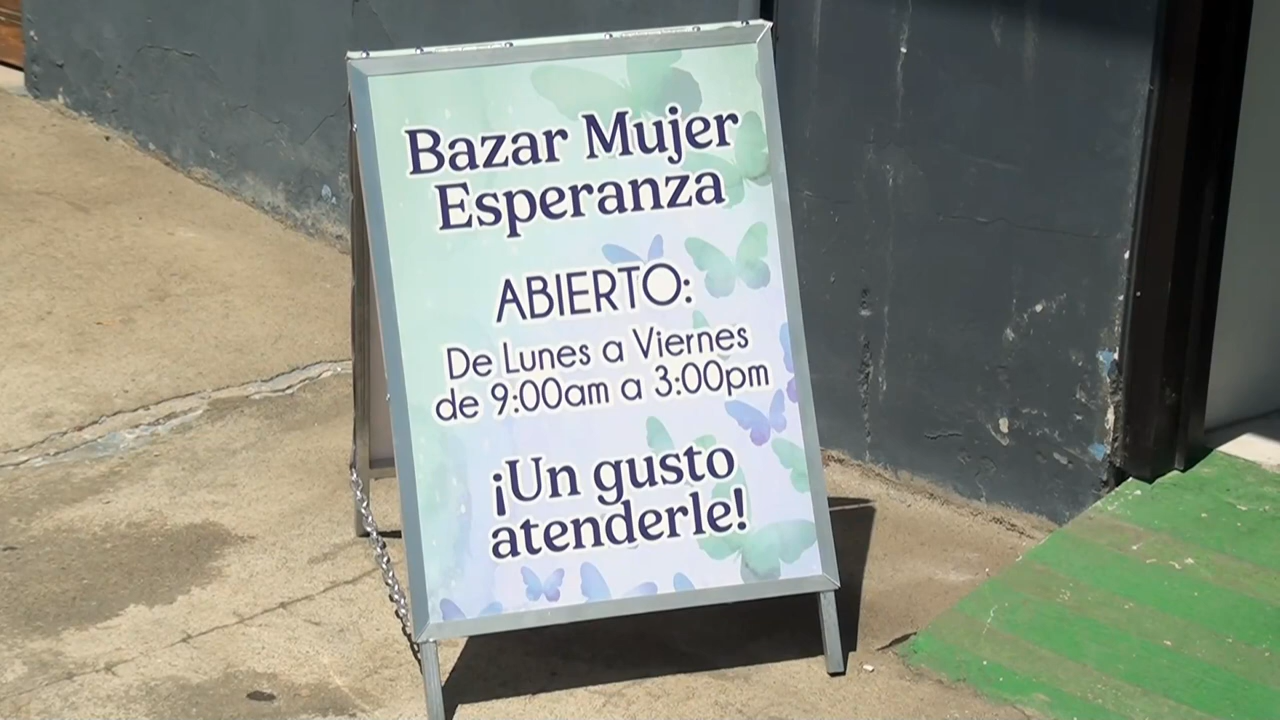 Bazar Mujer
Esperanza
ABIERTO:
De Lunes a Viernes
de 9:00am a 3:00pm
¡Un gusto
atenderle!